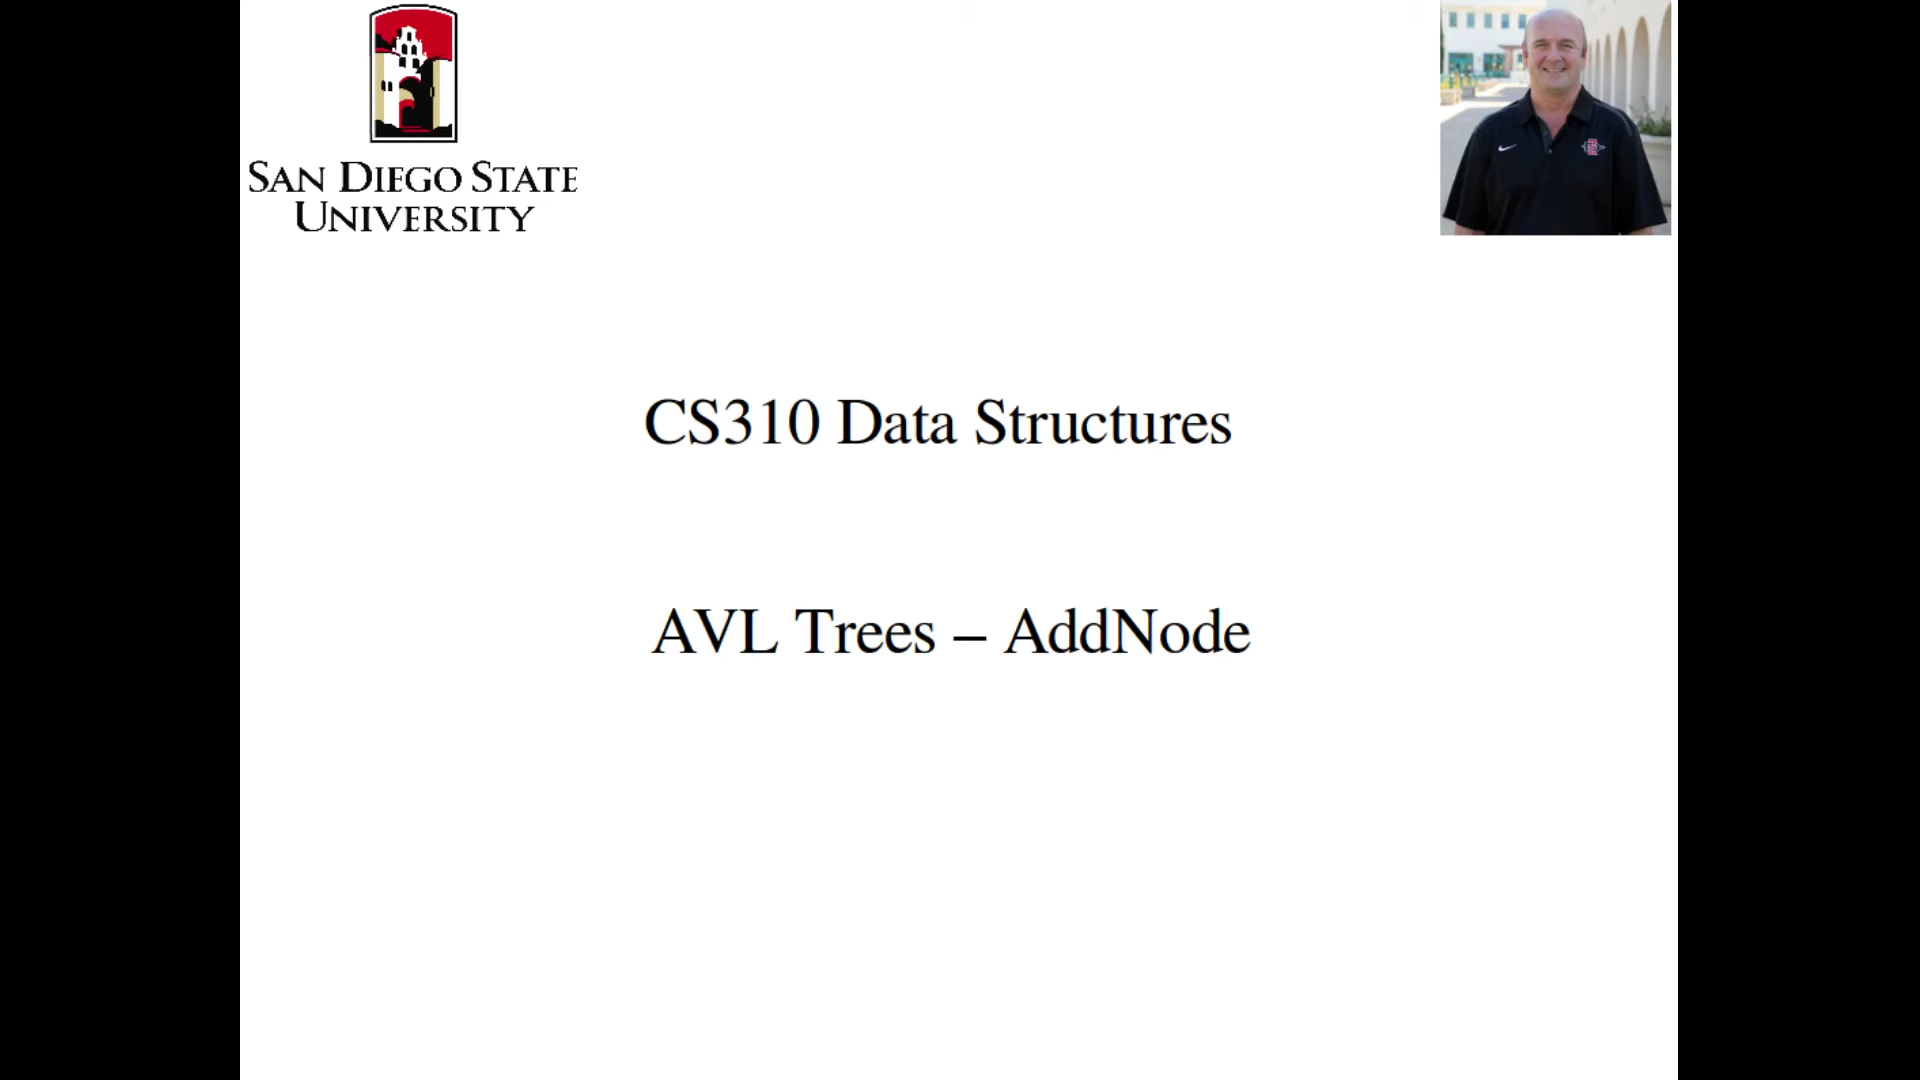 SAN DIEGO STATE
UNIVERSITY
CS310 Data Structures
AVL Trees – AddNode